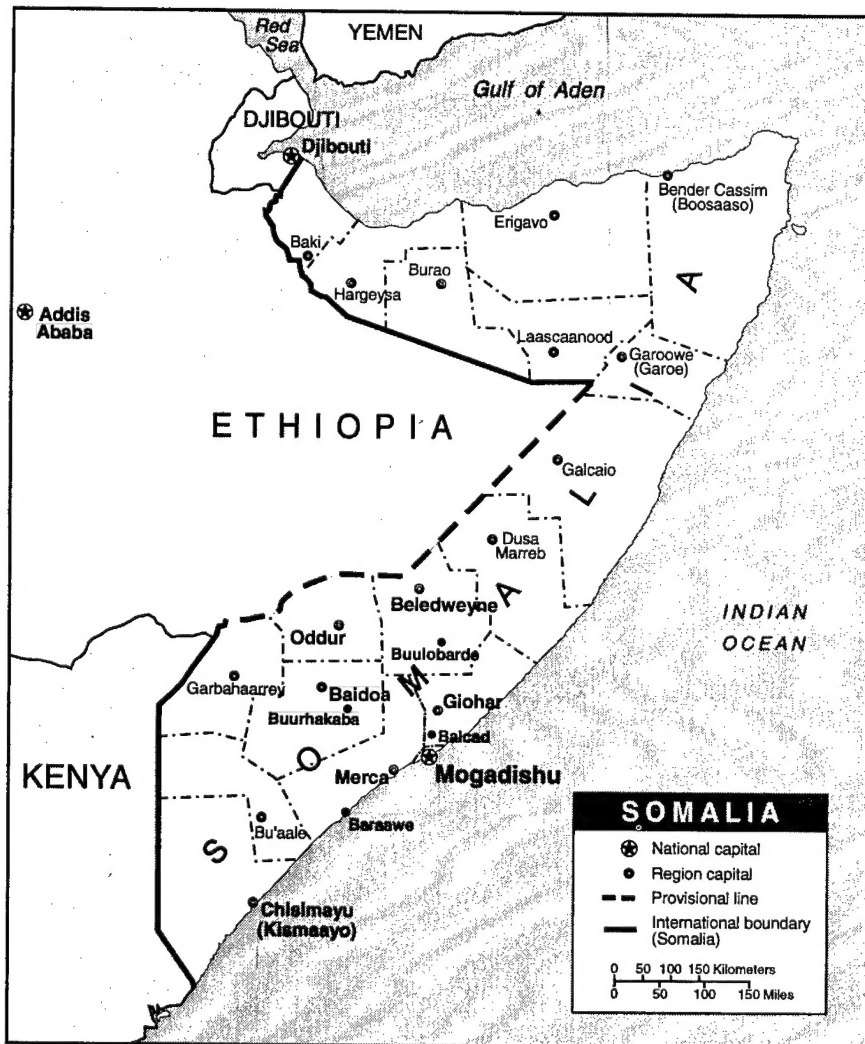 Red
Sea
YEMEN
Gulf of Aden
DJIBOUTI
Djibouti
Bender Cassim
(Boosaaso)
Erigavo
Baki
Burao
Hargeysa
Addis
Ababa
Laascaanood
Garoowe
(Garoe)
ETHIOPIA
Galcaio
Dusa
Marreb
Beledweyne
INDIAN
OCEAN
Oddur
Buulobarde
Garbahaarrey
Baidoa
Giohar
Buurhakaba
Balcad
KENYA
Merca
Mogadishu
Baraawe
Bu'aale
Chisimayu
(Kismaayo)
SOMALIA
SOMALIA
National capital
Region capital
Provisional line
International boundary
(Somalia)
0 50 100 150 Kilometers
0 50 100 150 Miles